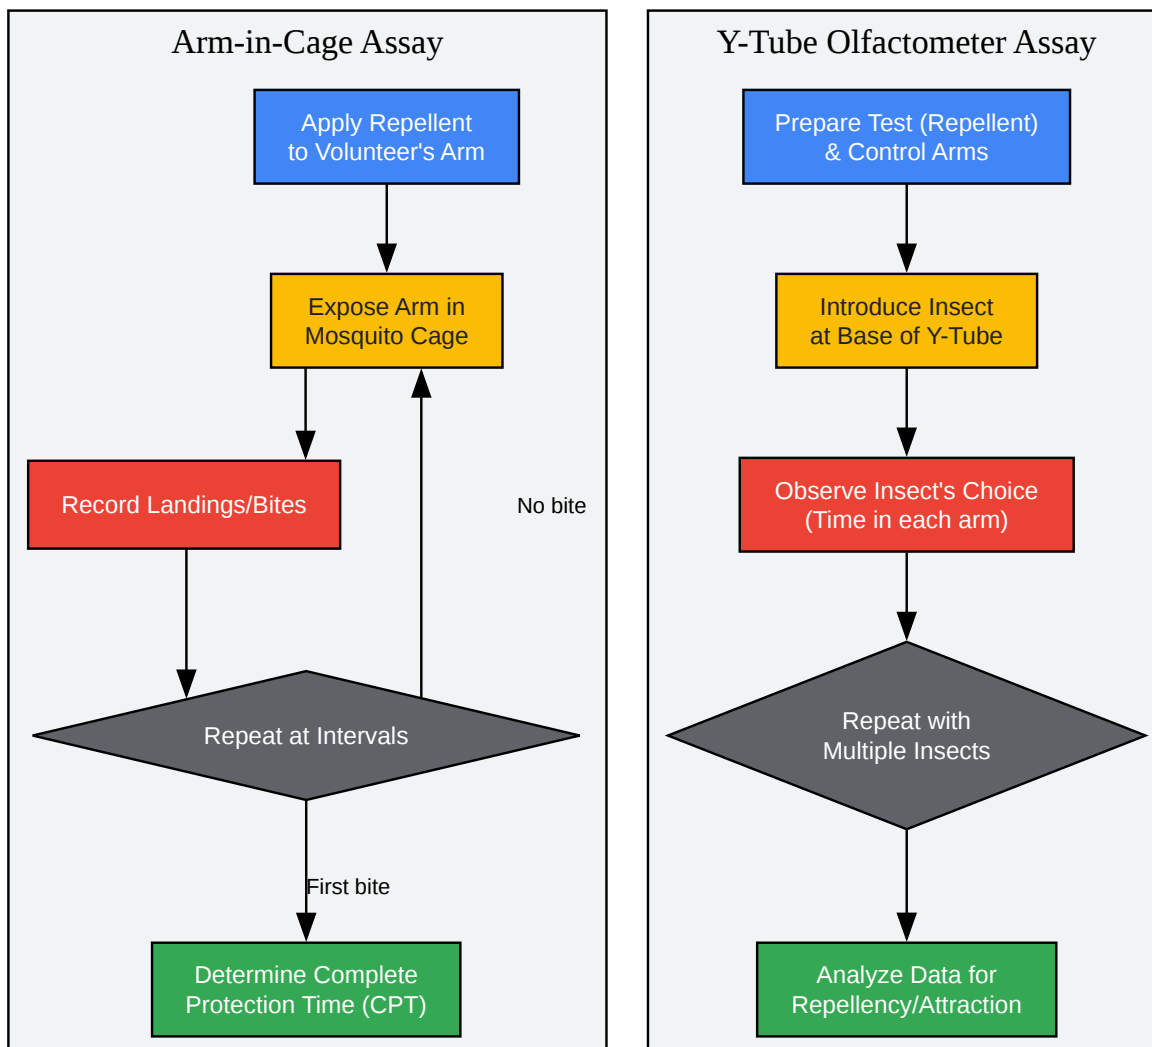 Arm-in-Cage Assay
Apply Repellent
to Volunteer's Arm
Expose Arm in
Mosquito Cage
Record Landings/Bites
No bite
Repeat at Intervals
First bite
Determine Complete
Protection Time (CPT)
Y-Tube Olfactometer Assay
Prepare Test (Repellent)
& Control Arms
Introduce Insect
at Base of Y-Tube
Observe Insect's Choice
(Time in each arm)
Repeat with
Multiple Insects
Analyze Data for
Repellency/Attraction